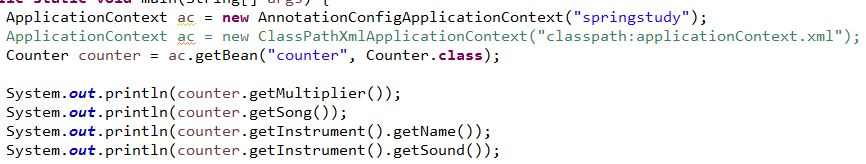 static void main(String[] args) {
ApplicationContext ac = new AnnotationConfigApplicationContext("springstudy");
ApplicationContext ac = new ClassPathXmlApplicationContext("classpath:applicationContext.xml");
Counter counter = ac.getBean("counter", Counter.class);
System.out.println(counter.getMultiplier());
System.out.println(counter.getSong());
System.out.println(counter.getInstrument().getName());
System.out.println(counter.getInstrument().getSound());